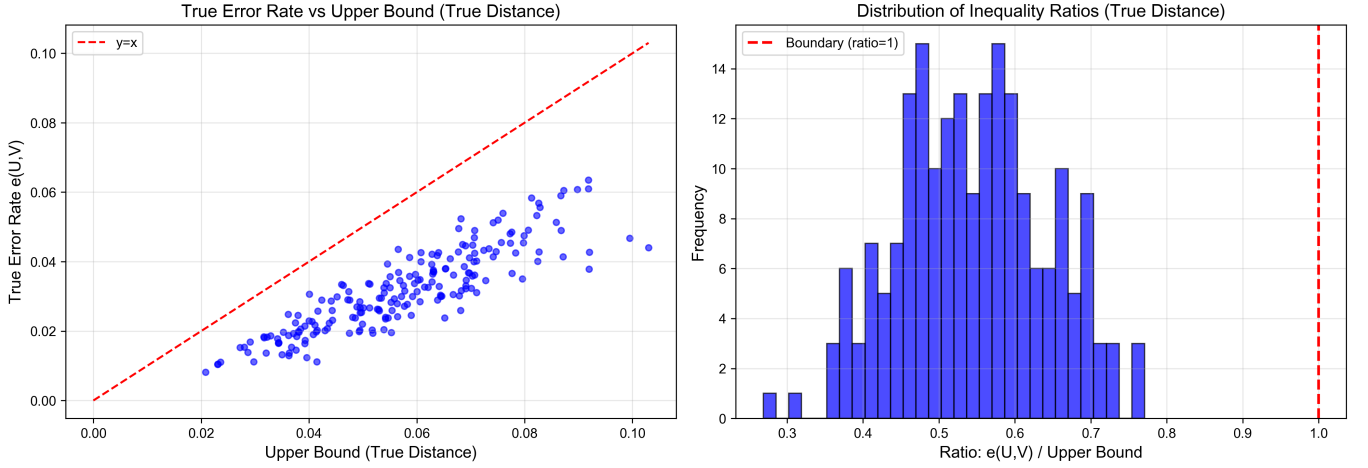 True Error Rate vs Upper Bound (True Distance)
y=x
True Error Rate e(U,V)
0.10
0.08
0.06
0.04
0.02
0.00
0.00 0.02 0.04 0.06 0.08 0.10
Upper Bound (True Distance)
Distribution of Inequality Ratios (True Distance)
Boundary (ratio=1)
Frequency
14
12
10
8
6
4
2
0
0.3 0.4 0.5 0.6 0.7 0.8 0.9 1.0
Ratio: e(U,V) / Upper Bound